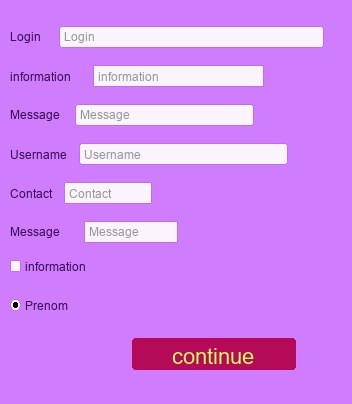 Login Login
information information
Message Message
Username Username
Contact Contact
Message Message
information
Prenom
continue